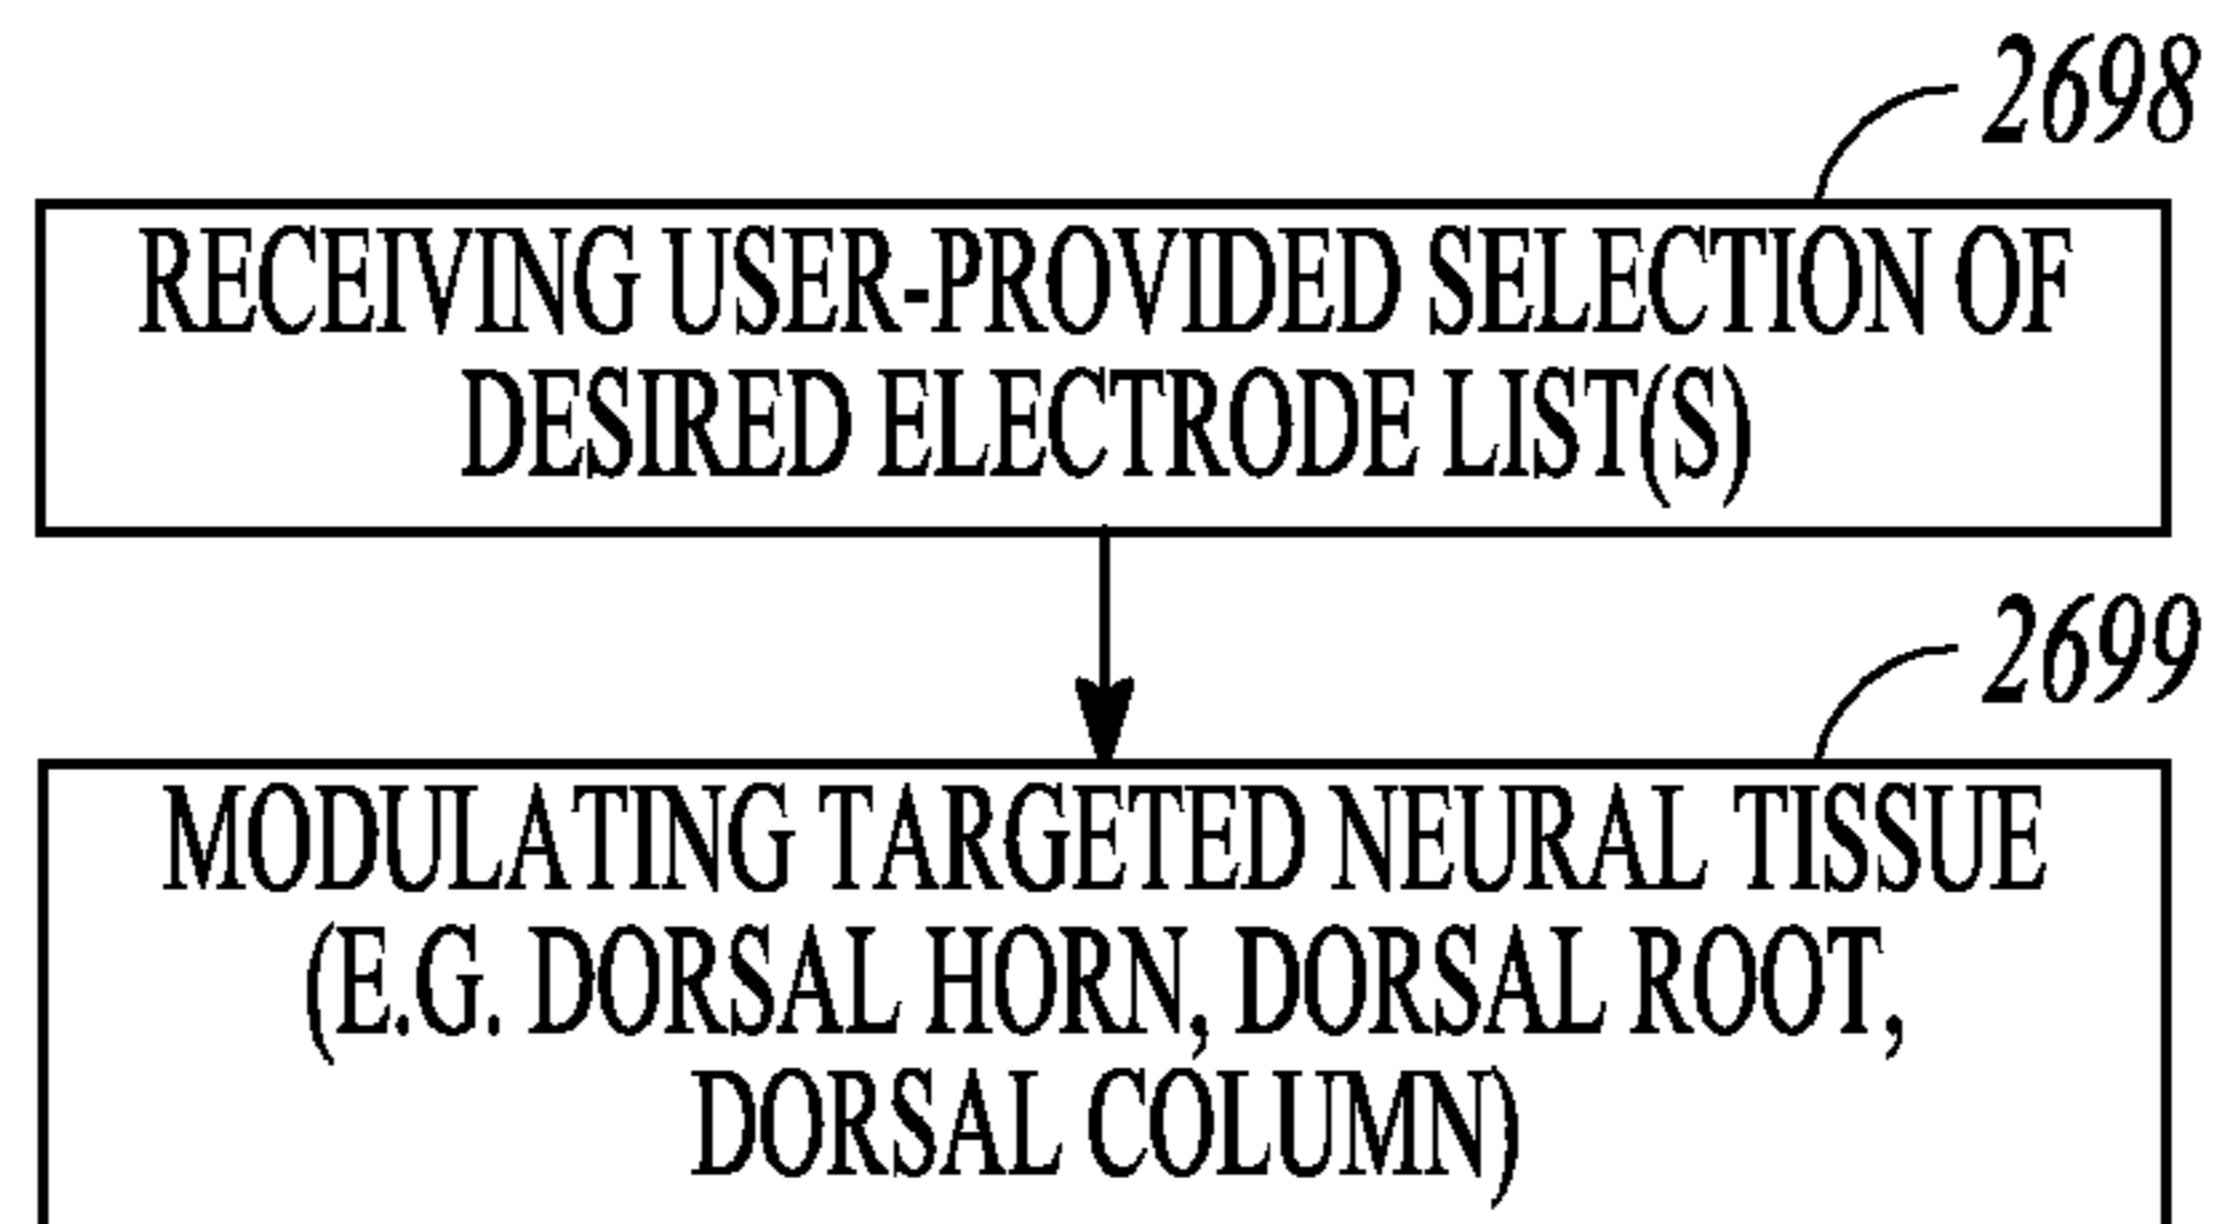 2698
RECEIVING USER-PROVIDED SELECTION OF
DESIRED ELECTRODE LIST(S)
2699
MODULATING TARGETED NEURAL TISSUE
(E.G. DORSAL HORN, DORSAL ROOT,
DORSAL COLUMN)